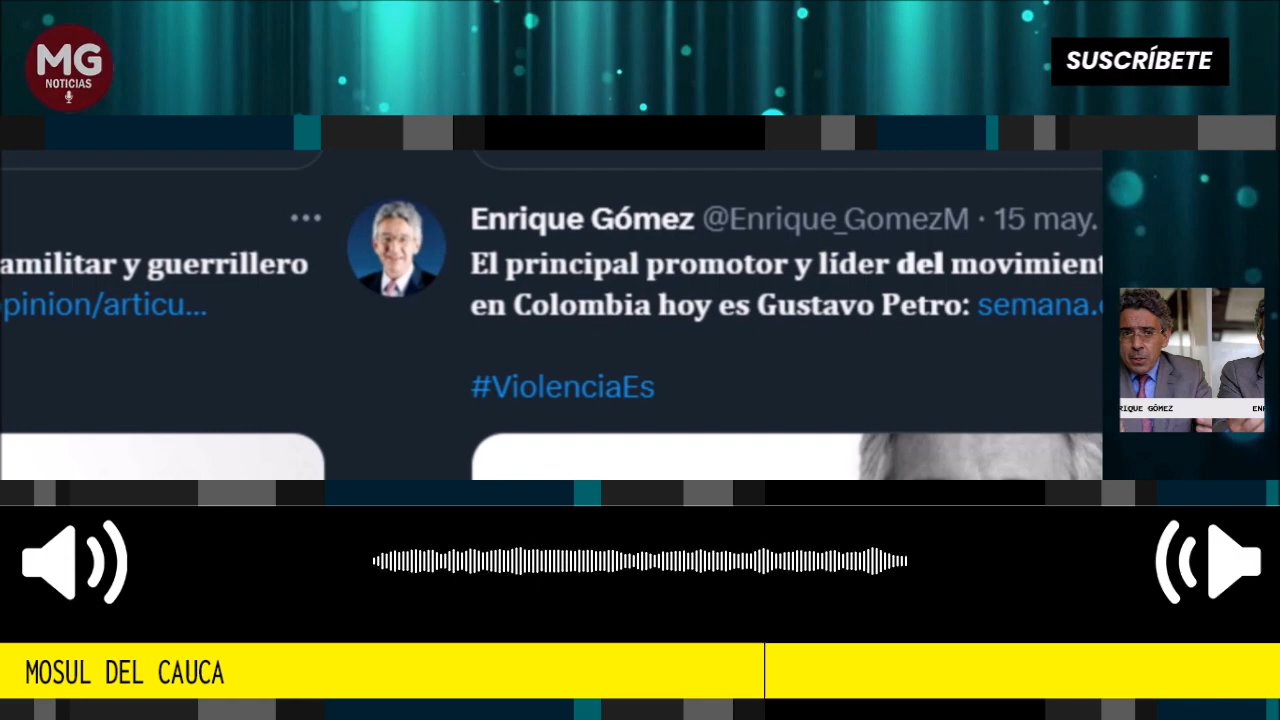 MG
NOTICIAS
SUSCRÍBETE
amilitar y guerrillero
pinion/articu...
Enrique Gómez @Enrique_GomezM · 15 may.
El principal promotor y líder del movimient
en Colombia hoy es Gustavo Petro: semana.
#ViolenciaEs
RIQUE GÓMEZ
EN
MOSUL DEL CAUCA